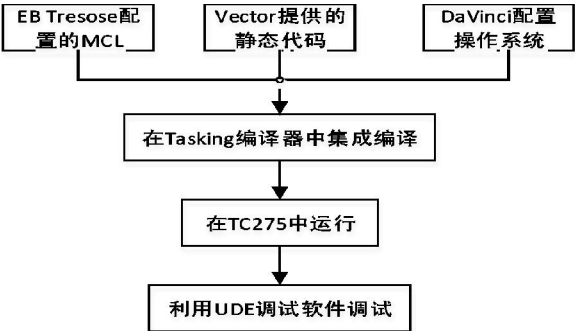 EB Tresose配
置的MCL
Vector提供的
静态代码
DaVinci配置
操作系统
在Tasking编译器中集成编译
在TC275中运行
利用UDE调试软件调试